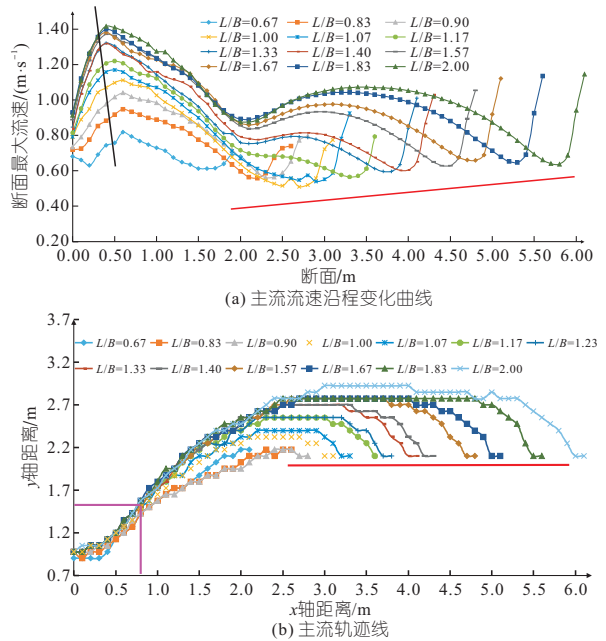 断面最大流速/(m·s⁻¹)
1.40
1.20
1.00
0.80
0.60
0.40
0.20
L/B=0.67 L/B=0.83 L/B=0.90
L/B=1.00 L/B=1.07 L/B=1.17
L/B=1.33 L/B=1.40 L/B=1.57
L/B=1.67 L/B=1.83 L/B=2.00
0.00 0.50 1.00 1.50 2.00 2.50 3.00 3.50 4.00 4.50 5.00 5.50 6.00
断面/m
(a) 主流流速沿程变化曲线
y轴距离/m
3.7
3.2
2.7
2.2
1.7
1.2
0.7
L/B=0.67 L/B=0.83 L/B=0.90 L/B=1.00 L/B=1.07 L/B=1.17 L/B=1.23
L/B=1.33 L/B=1.40 L/B=1.57 L/B=1.67 L/B=1.83 L/B=2.00
0 0.5 1.0 1.5 2.0 2.5 3.0 3.5 4.0 4.5 5.0 5.5 6.0
x轴距离/m
(b) 主流轨迹线